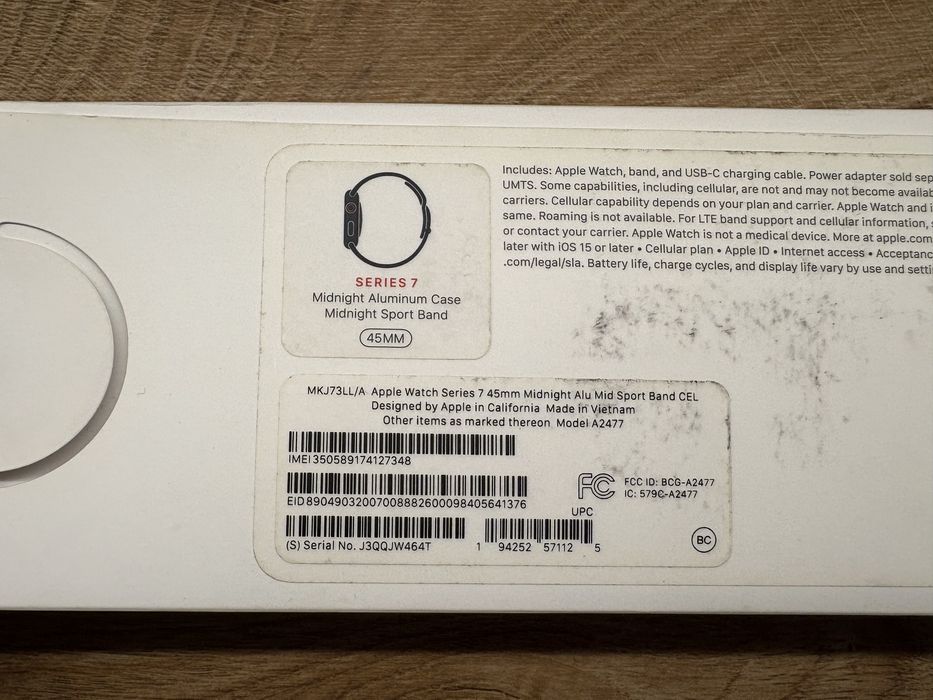 SERIES 7
Midnight Aluminum Case
Midnight Sport Band
45MM
Includes: Apple Watch, band, and USB-C charging cable. Power adapter sold
UMTS. Some capabilities, including cellular, are not and may not become
carriers. Cellular capability depends on your plan and carrier. Apple Watch and
same. Roaming is not available. For LTE band support and cellular information,
or contact your carrier. Apple Watch is not a medical device. More at apple.com
later with iOS 15 or later • Cellular plan • Apple ID • Internet access •
.com/legal/sla. Battery life, charge cycles, and display life vary by use and
MKJ73LL/A Apple Watch Series 7 45mm Midnight Alu Mid Sport Band CEL
Designed by Apple in California Made in Vietnam
Other items as marked thereon Model A2477
IMEI 350589174127348
EID 89049032007008882600098405641376
(S) Serial No. J3QQJW464T
FC
FCC ID: BCG-A2477
IC: 579C-A2477
UPC
1 94252 57112 5
BC